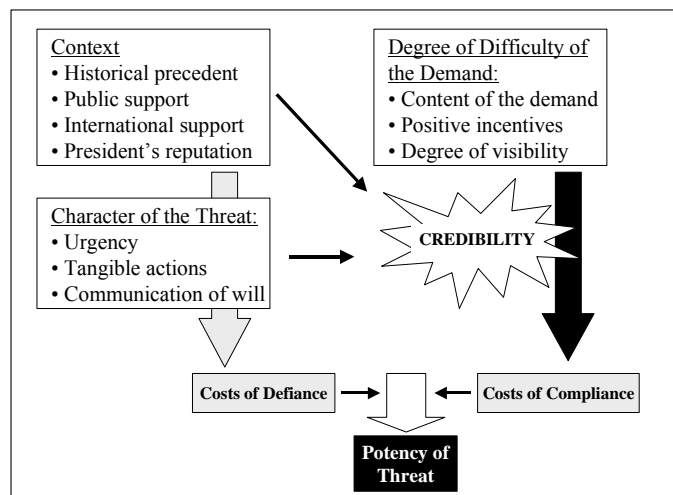 Context
• Historical precedent
• Public support
• International support
• President's reputation
Degree of Difficulty of
the Demand:
• Content of the demand
• Positive incentives
• Degree of visibility
Character of the Threat:
• Urgency
• Tangible actions
• Communication of will
CREDIBILITY
Costs of Defiance
Costs of Compliance
Potency of
Threat